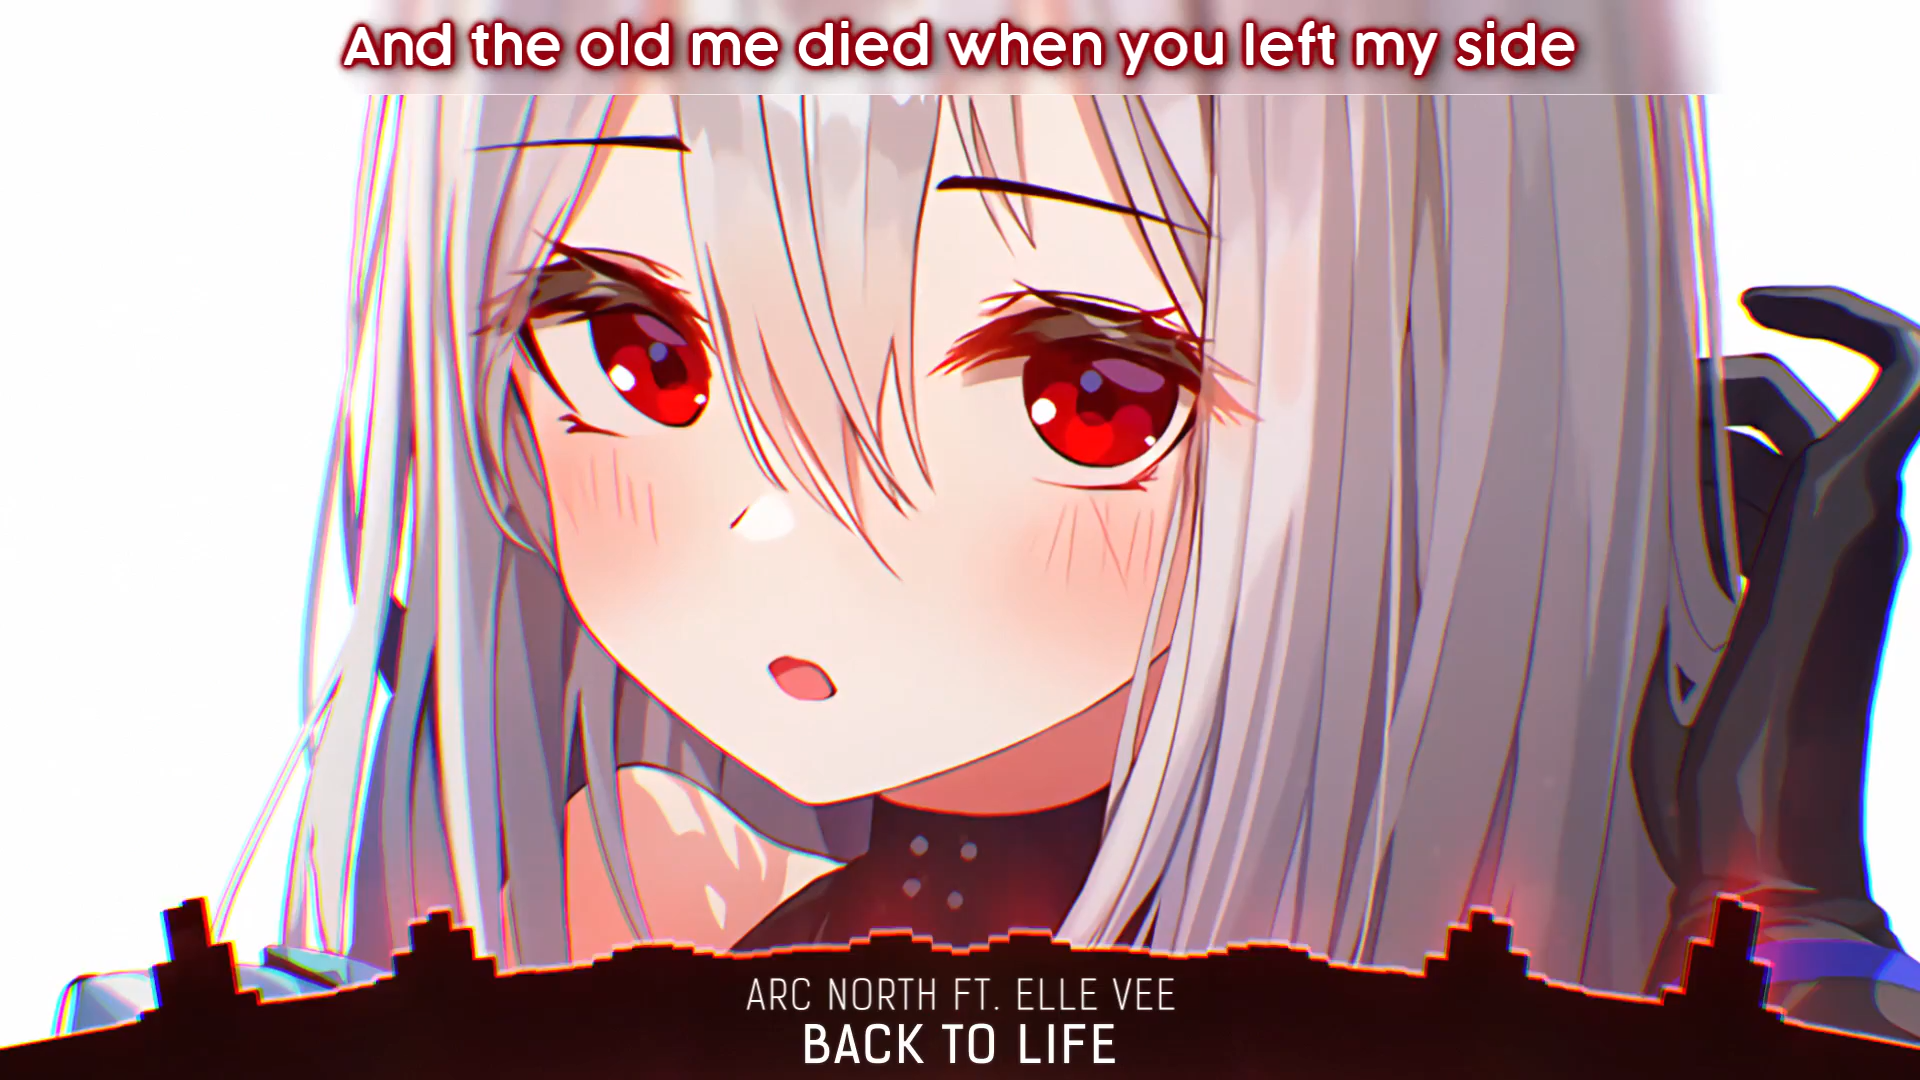 And the old me died when you left my side
ARC NORTH FT. ELLE VEE
BACK TO LIFE